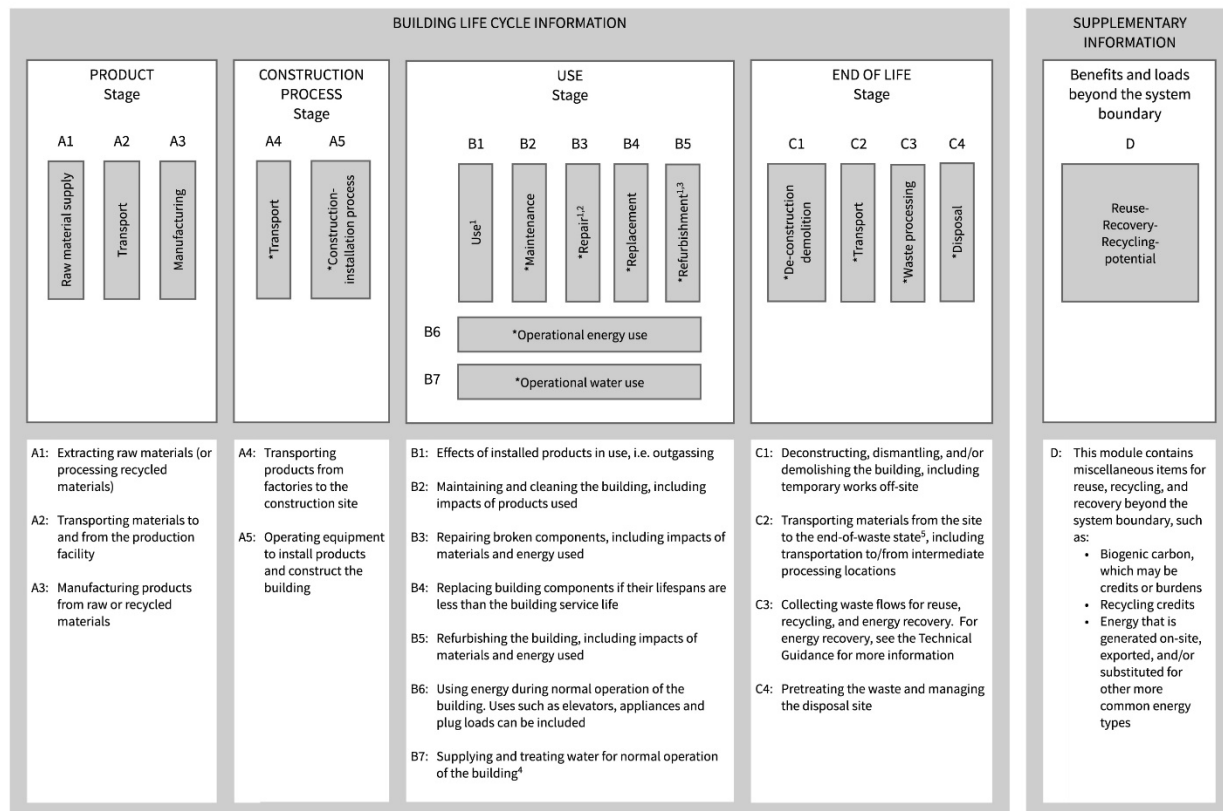 BUILDING LIFE CYCLE INFORMATION
SUPPLEMENTARY
INFORMATION
PRODUCT
Stage
A1
A2
A3
Raw material supply
Transport
Manufacturing
CONSTRUCTION
PROCESS
Stage
A4
A5
*Transport
*Construction-
installation process
USE
Stage
B1
B2
B3
B4
B5
Use¹
*Maintenance
*Repair¹,²
*Replacement
*Refurbishment¹,³
B6
*Operational energy use
B7
*Operational water use
END OF LIFE
Stage
C1
C2
C3
C4
*De-construction
demolition
*Transport
*Waste processing
*Disposal
Benefits and loads
beyond the system
boundary
D
Reuse-
Recovery-
Recycling-
potential
A1: Extracting raw materials (or
processing recycled
materials)
A2: Transporting materials to
and from the production
facility
A3: Manufacturing products
from raw or recycled
materials
A4: Transporting
products from
factories to the
construction site
A5: Operating equipment
to install products
and construct the
building
B1: Effects of installed products in use, i.e. outgassing
B2: Maintaining and cleaning the building, including
impacts of products used
B3: Repairing broken components, including impacts of
materials and energy used
B4: Replacing building components if their lifespans are
less than the building service life
B5: Refurbishing the building, including impacts of
materials and energy used
B6: Using energy during normal operation of the
building. Uses such as elevators, appliances and
plug loads can be included
B7: Supplying and treating water for normal operation
of the building⁴
C1: Deconstructing, dismantling, and/or
demolishing the building, including
temporary works off-site
C2: Transporting materials from the site
to the end-of-waste state⁵, including
transportation to/from intermediate
processing locations
C3: Collecting waste flows for reuse,
recycling, and energy recovery. For
energy recovery, see the Technical
Guidance for more information
C4: Pretreating the waste and managing
the disposal site
D: This module contains
miscellaneous items for
reuse, recycling, and
recovery beyond the
system boundary, such
as:
• Biogenic carbon,
which may be
credits or burdens
• Recycling credits
• Energy that is
generated on-site,
exported, and/or
substituted for
other more
common energy
types